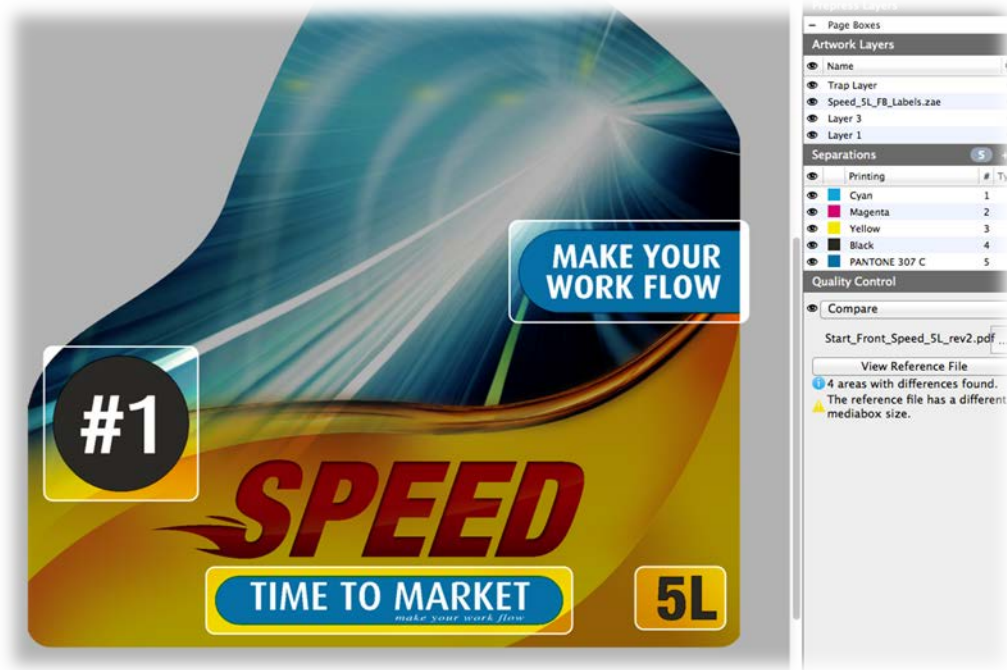 MAKE YOUR
WORK FLOW
#1
SPEED
TIME TO MARKET
make your work flow
5L
Prepress Layers
Page Boxes
Artwork Layers
Name
Trap Layer
Speed_5L_FB_Labels.zae
Layer 3
Layer 1
Separations 5
Printing # Ty
Cyan 1
Magenta 2
Yellow 3
Black 4
PANTONE 307 C 5
Quality Control
Compare
Start_Front_Speed_5L_rev2.pdf ...
View Reference File
4 areas with differences found.
The reference file has a different
mediabox size.